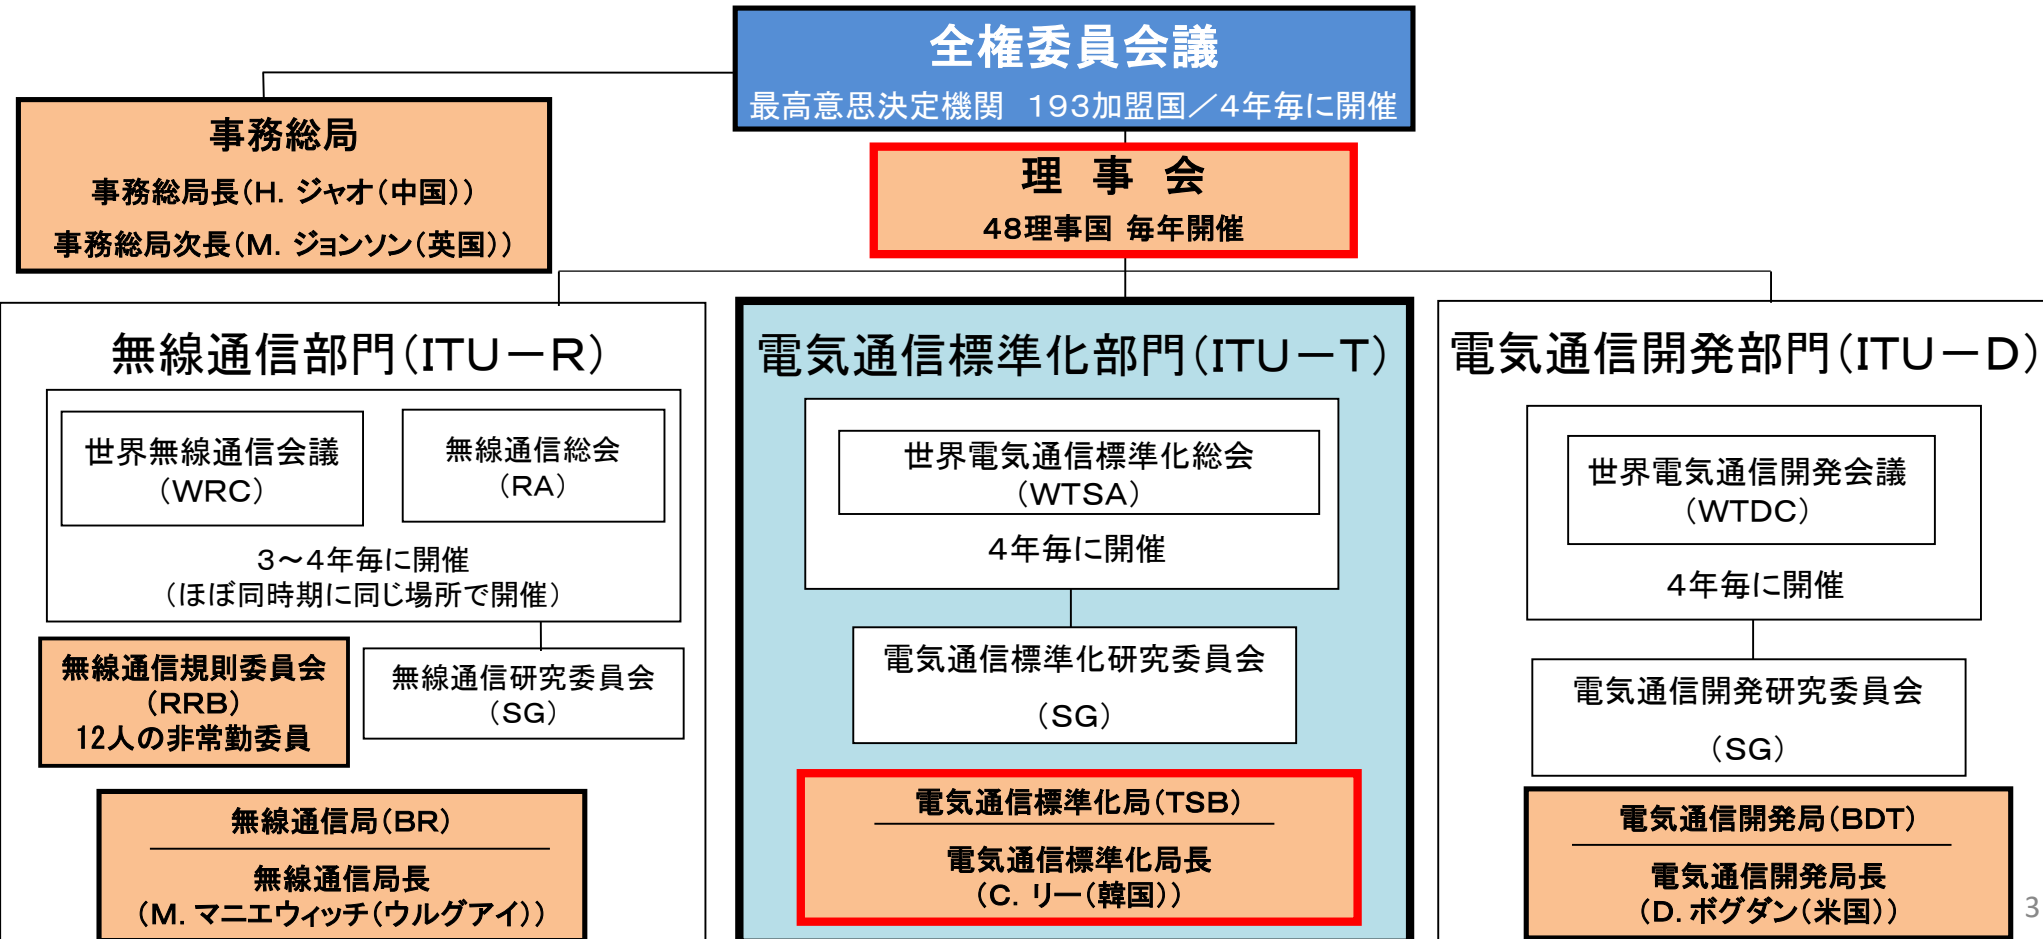 全権委員会議
最高意思決定機関　193加盟国／4年毎に開催
事務総局
事務総局長(H. ジャオ(中国))
事務総局次長(M. ジョンソン(英国))
理　事　会
48理事国 毎年開催
無線通信部門(ITU－R)
世界無線通信会議
(WRC)
無線通信総会
(RA)
3～4年毎に開催
(ほぼ同時期に同じ場所で開催)
無線通信規則委員会
(RRB)
12人の非常勤委員
無線通信研究委員会
(SG)
無線通信局(BR)
無線通信局長
(M. マニエウィッチ(ウルグアイ))
電気通信標準化部門(ITU－T)
世界電気通信標準化総会
(WTSA)
4年毎に開催
電気通信標準化研究委員会
(SG)
電気通信標準化局(TSB)
電気通信標準化局長
(C. リー(韓国))
電気通信開発部門(ITU－D)
世界電気通信開発会議
(WTDC)
4年毎に開催
電気通信開発研究委員会
(SG)
電気通信開発局(BDT)
電気通信開発局長
(D. ボグダン(米国))
3